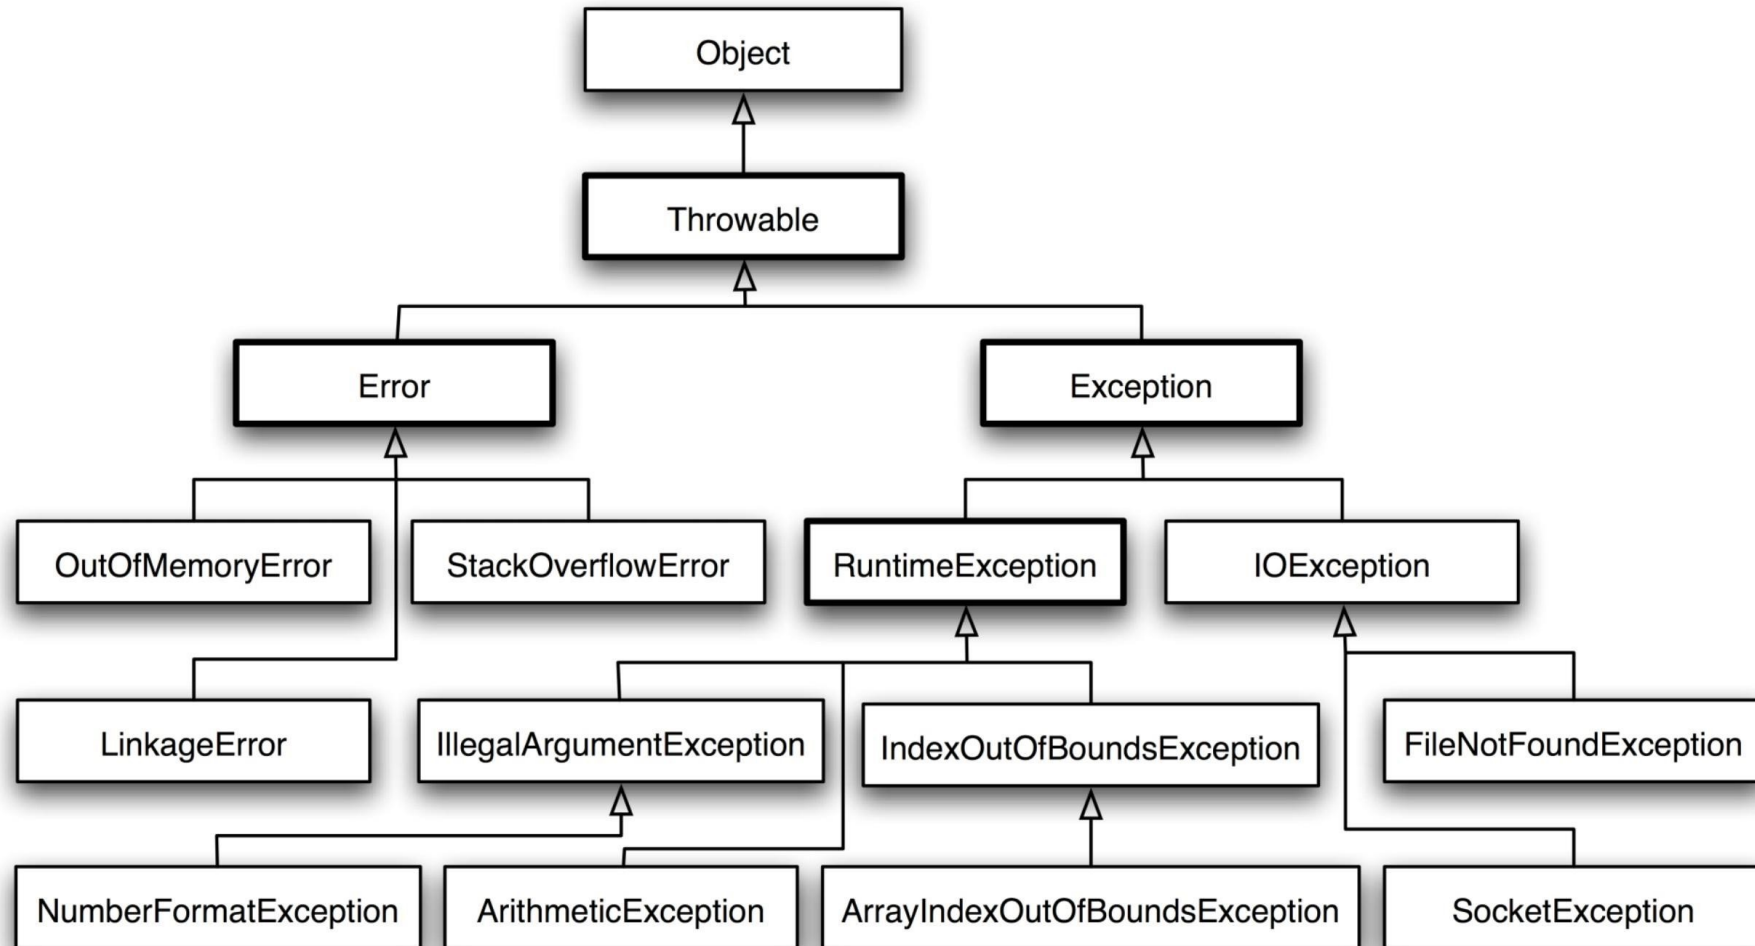 Object
Throwable
Error
Exception
OutOfMemoryError
StackOverflowError
RuntimeException
IOException
LinkageError
IllegalArgumentException
IndexOutOfBoundsException
FileNotFoundException
NumberFormatException
ArithmeticException
ArrayIndexOutOfBoundsException
SocketException